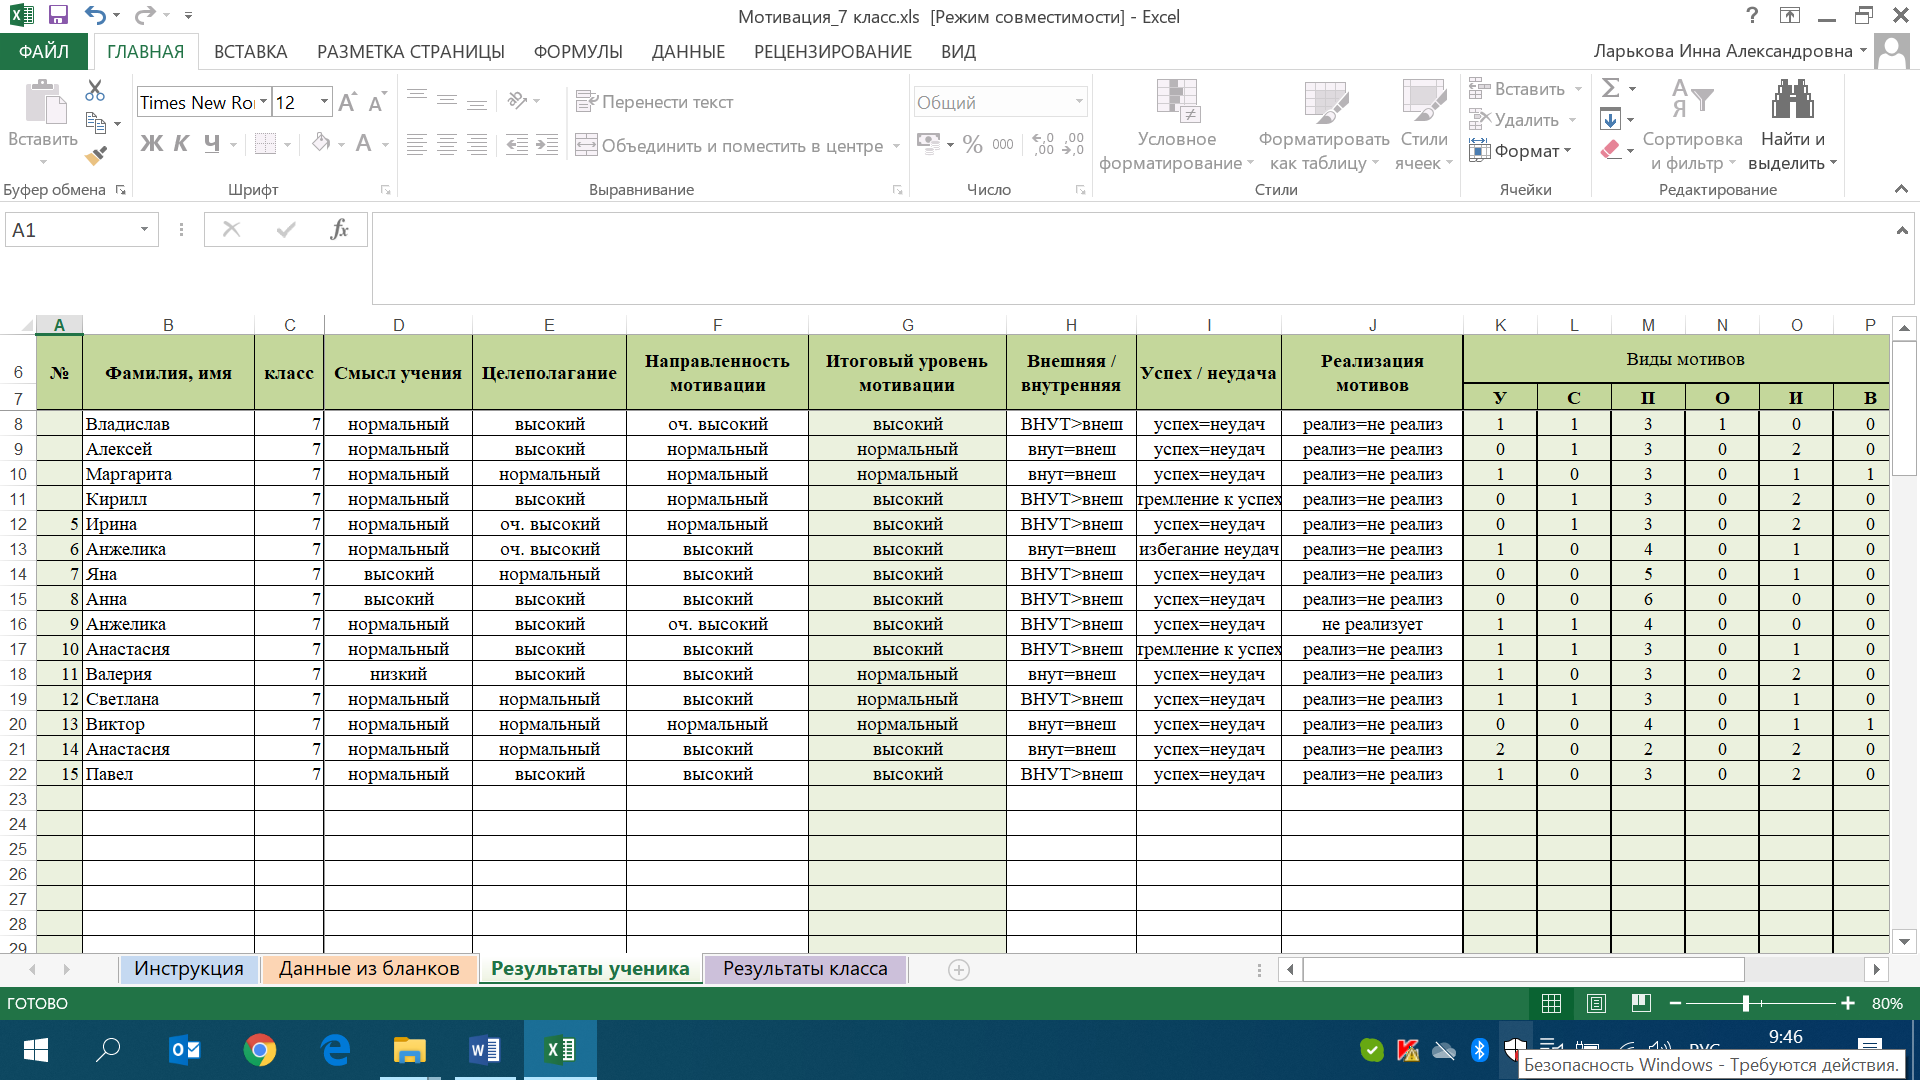 Мотивация_7 класс.xls [Режим совместимости] - Excel
ФАЙЛ ГЛАВНАЯ ВСТАВКА РАЗМЕТКА СТРАНИЦЫ ФОРМУЛЫ ДАННЫЕ РЕЦЕНЗИРОВАНИЕ ВИД Ларькова Инна Александровна
Times New Ro 12 Перенести текст Общий Вставить
Вставить Ж К Ч Объединить и поместить в центре % 000 Условное форматирование Форматировать как таблицу Стили ячеек Удалить Формат Сортировка и фильтр Найти и выделить
Буфер обмена Шрифт Выравнивание Число Стили Ячейки Редактирование
A1 fx
A B C D E F G H I J K L M N O P
6 № Фамилия, имя класс Смысл учения Целеполагание Направленность мотивации Итоговый уровень мотивации Внешняя / внутренняя Успех / неудача Реализация мотивов Виды мотивов
7 У С П О И В
8 Владислав 7 нормальный высокий оч. высокий высокий ВНУТ>внеш успех=неудач реализ=не реализ 1 1 3 1 0 0
9 Алексей 7 нормальный высокий нормальный нормальный внут=внеш успех=неудач реализ=не реализ 0 1 3 0 2 0
10 Маргарита 7 нормальный нормальный нормальный нормальный внут=внеш успех=неудач реализ=не реализ 1 0 3 0 1 1
11 Кирилл 7 нормальный высокий нормальный высокий ВНУТ>внеш тремление к успех реализ=не реализ 0 1 3 0 2 0
12 5 Ирина 7 нормальный оч. высокий нормальный высокий ВНУТ>внеш успех=неудач реализ=не реализ 0 1 3 0 2 0
13 6 Анжелика 7 нормальный оч. высокий высокий высокий внут=внеш избегание неудач реализ=не реализ 1 0 4 0 1 0
14 7 Яна 7 высокий нормальный высокий высокий ВНУТ>внеш успех=неудач реализ=не реализ 0 0 5 0 1 0
15 8 Анна 7 высокий высокий высокий высокий ВНУТ>внеш успех=неудач реализ=не реализ 0 0 6 0 0 0
16 9 Анжелика 7 нормальный высокий оч. высокий высокий ВНУТ>внеш успех=неудач не реализует 1 1 4 0 0 0
17 10 Анастасия 7 нормальный высокий высокий высокий ВНУТ>внеш тремление к успех реализ=не реализ 1 1 3 0 1 0
18 11 Валерия 7 низкий высокий высокий нормальный внут=внеш успех=неудач реализ=не реализ 1 0 3 0 2 0
19 12 Светлана 7 нормальный нормальный высокий нормальный ВНУТ>внеш успех=неудач реализ=не реализ 1 1 3 0 1 0
20 13 Виктор 7 нормальный нормальный нормальный нормальный внут=внеш успех=неудач реализ=не реализ 0 0 4 0 1 1
21 14 Анастасия 7 нормальный нормальный высокий высокий внут=внеш успех=неудач реализ=не реализ 2 0 2 0 2 0
22 15 Павел 7 нормальный высокий высокий высокий ВНУТ>внеш успех=неудач реализ=не реализ 1 0 3 0 2 0
23
24
25
26
27
28
29
Инструкция Данные из бланков Результаты ученика Результаты класса
ГОТОВО 80%
9:46
Безопасность Windows - Требуются действия.